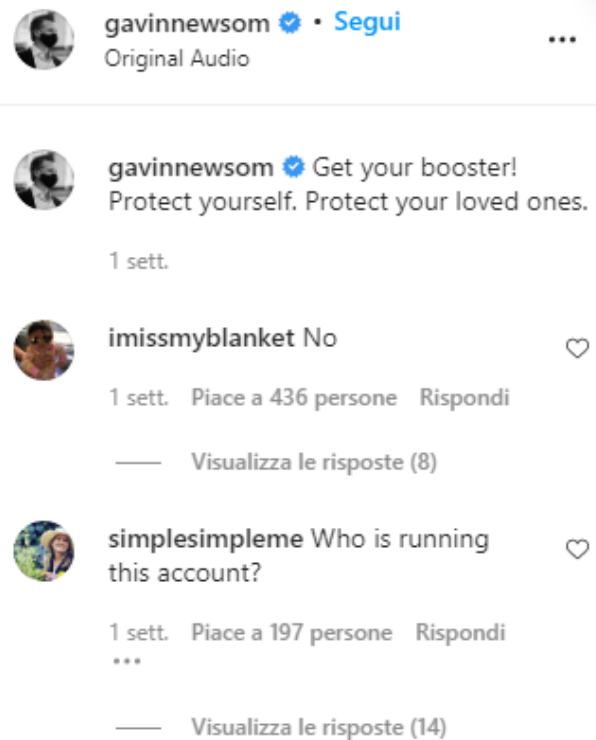 gavinnewsom • Segui
Original Audio
gavinnewsom Get your booster!
Protect yourself. Protect your loved ones.
1 sett.
imissmyblanket No
1 sett. Piace a 436 persone Rispondi
Visualizza le risposte (8)
simplesimpleme Who is running
this account?
1 sett. Piace a 197 persone Rispondi
Visualizza le risposte (14)